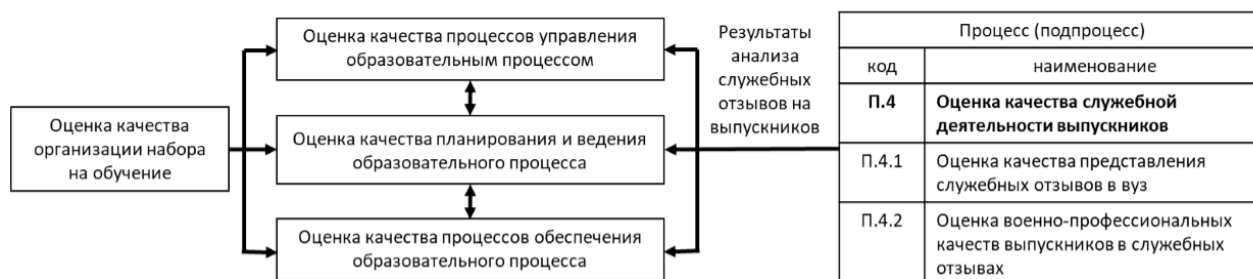 Оценка качества
организации набора
на обучение
Оценка качества процессов управления
образовательным процессом
Оценка качества планирования и ведения
образовательного процесса
Оценка качества процессов обеспечения
образовательного процесса
Результаты
анализа
служебных
отзывов на
выпускников
Процесс (подпроцесс)
код наименование
П.4 Оценка качества служебной
деятельности выпускников
П.4.1 Оценка качества представления
служебных отзывов в вуз
П.4.2 Оценка военно-профессиональных
качеств выпускников в служебных
отзывах